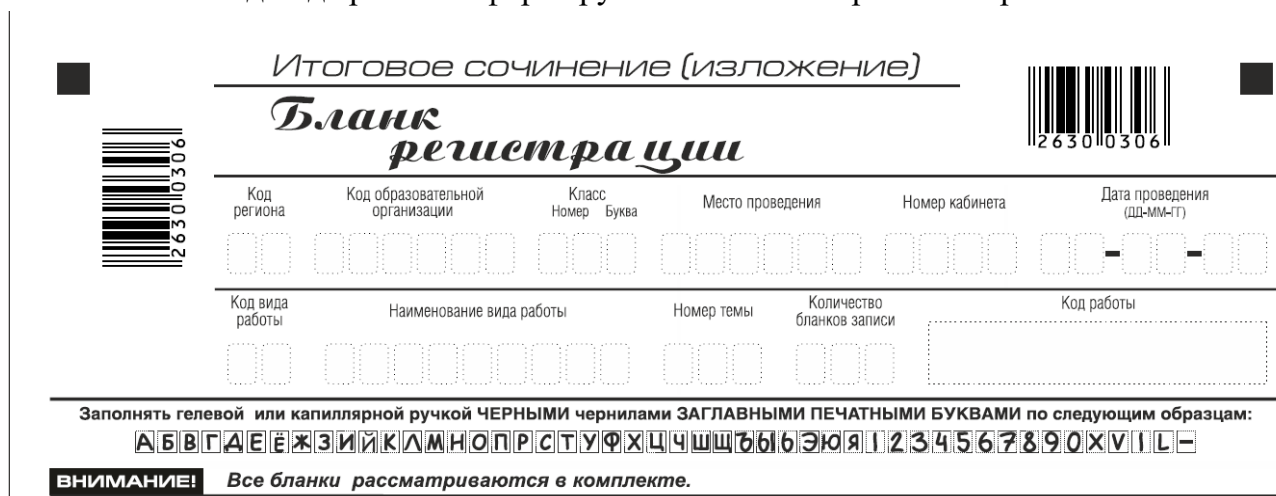 Итоговое сочинение (изложение)
Бланк
регистрации
2630 0306
2630 0306
Код региона
Код образовательной организации
Класс
Номер Буква
Место проведения
Номер кабинета
Дата проведения
(ДД-ММ-ГГ)
Код вида работы
Наименование вида работы
Номер темы
Количество бланков записи
Код работы
Заполнять гелевой или капиллярной ручкой ЧЕРНЫМИ чернилами ЗАГЛАВНЫМИ ПЕЧАТНЫМИ БУКВАМИ по следующим образцам:
АБВГДЕЁЖЗИЙКЛМНОПРСТУФХЦЧШЩЪЫЬЭЮЯ1234567890XVIL-
ВНИМАНИЕ! Все бланки рассматриваются в комплекте.